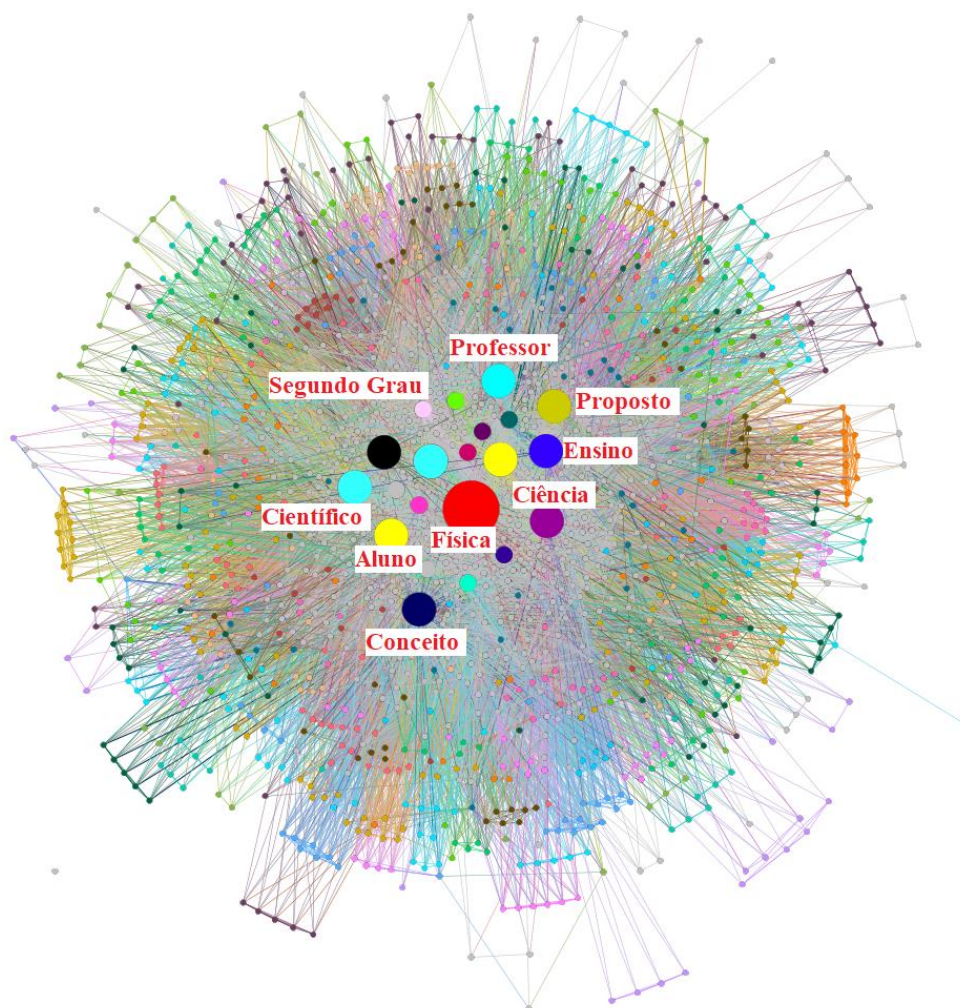 Professor
Segundo Grau
Proposto
Ensino
Ciência
Científico
Física
Aluno
Conceito